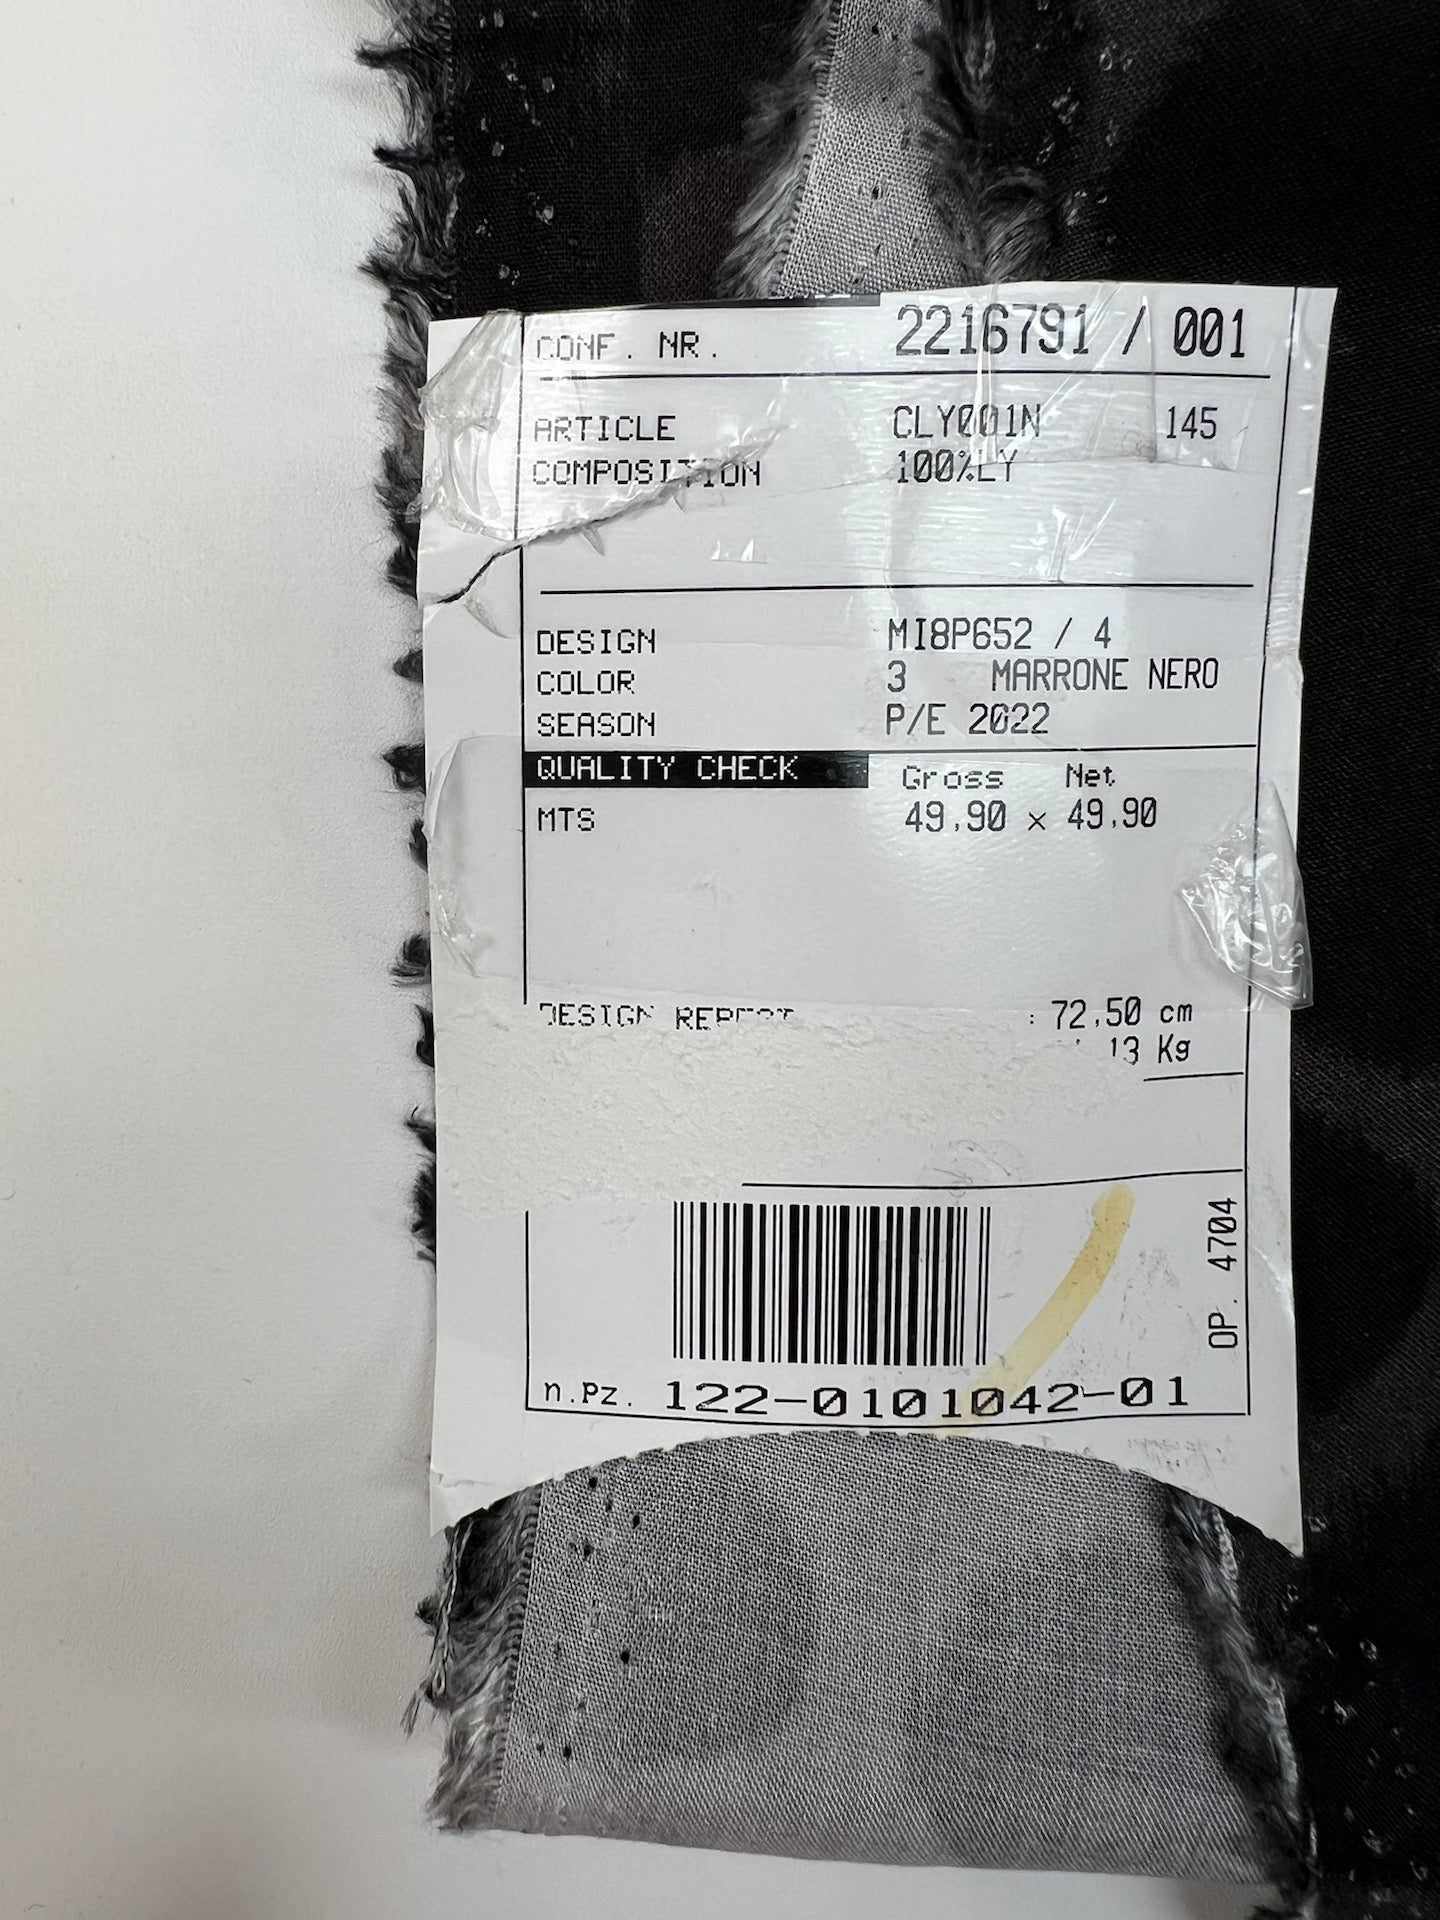 CONF. NR. 2216791 / 001
ARTICLE CLY001N 145
COMPOSITION 100%LY
DESIGN MI8P652 / 4
COLOR 3 MARRONE NERO
SEASON P/E 2022
QUALITY CHECK Gross Net
MTS 49,90 x 49,90
DESIGN REPEAT : 72,50 cm
13 Kg
OP. 4704
n.pz. 122-0101042-01